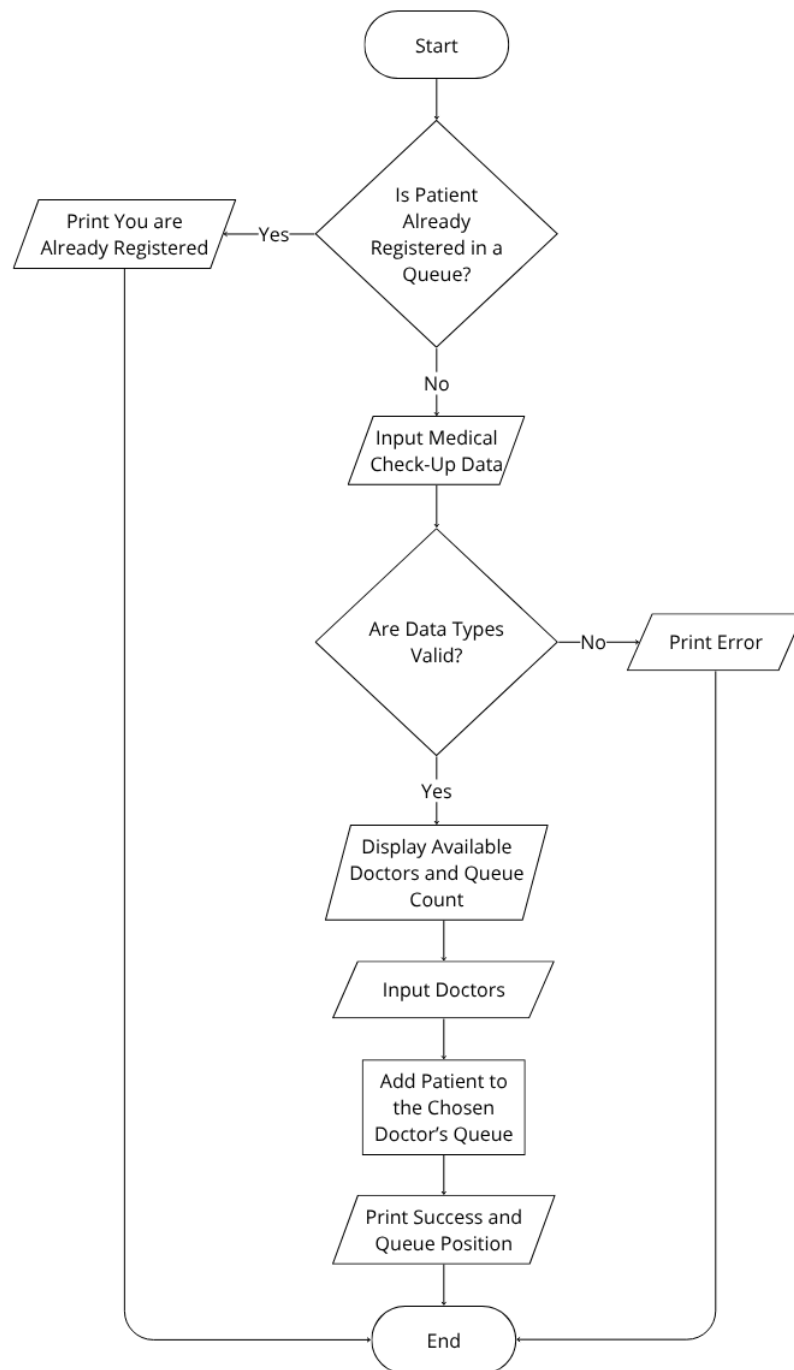 Start
Is Patient
Already
Registered in a
Queue?
Yes
Print You are
Already Registered
No
Input Medical
Check-Up Data
Are Data Types
Valid?
No
Print Error
Yes
Display Available
Doctors and Queue
Count
Input Doctors
Add Patient to
the Chosen
Doctor’s Queue
Print Success and
Queue Position
End